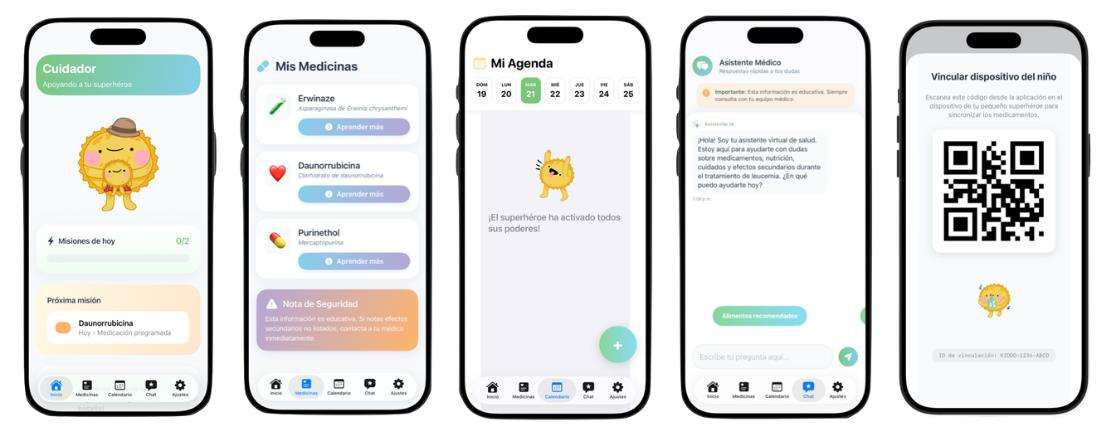 Cuidador
Apoyando a tu superhéroe
Misiones de hoy
0/2
Próxima misión
Daunorrubicina
Hoy - Medicación programada
Inicio
Medicinas
Calendario
Chat
Ajustes
Mis Medicinas
Erwinaze
Asparaginasa de Erwinia chrysanthemi
Aprender más
Daunorrubicina
Clorhidrato de daunorrubicina
Aprender más
Purinethol
Mercaptopurina
Aprender más
Nota de Seguridad
Esta información es educativa. Si notas efectos
secundarios no listados, contacta a tu médico
inmediatamente.
Inicio
Medicinas
Calendario
Chat
Ajustes
Mi Agenda
DOM LUN MAR MIÉ JUE VIE SÁB
19 20 21 22 23 24 25
¡El superhéroe ha activado todos
sus poderes!
+
Inicio
Medicinas
Calendario
Chat
Ajustes
Asistente Médico
Respuestas rápidas a tus dudas
Importante: Esta información es educativa. Siempre
consulta con tu equipo médico.
Asistente IA
¡Hola! Soy tu asistente virtual de salud.
Estoy aquí para ayudarte con dudas
sobre medicamentos, nutrición,
cuidados y efectos secundarios durante
el tratamiento de leucemia. ¿En qué
puedo ayudarte hoy?
Alimentos recomendados
Escribe tu pregunta aquí...
Inicio
Medicinas
Calendario
Chat
Ajustes
Vincular dispositivo del niño
Escanea este código desde la aplicación en el
dispositivo de tu pequeño superhéroe para
sincronizar los medicamentos.
ID de vinculación: KIDDO-1234-ABCD